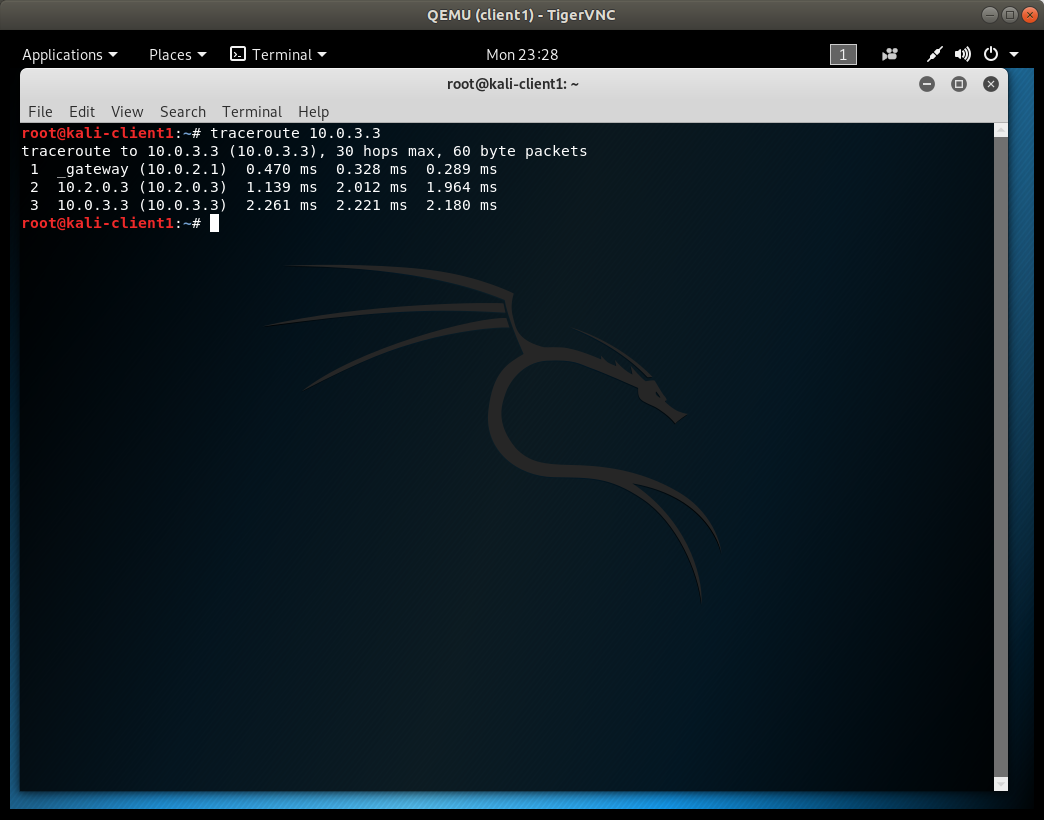 QEMU (client1) - TigerVNC
Applications Places Terminal Mon 23:28 1
root@kali-client1: ~
File Edit View Search Terminal Help
root@kali-client1:~# traceroute 10.0.3.3
traceroute to 10.0.3.3 (10.0.3.3), 30 hops max, 60 byte packets
 1  _gateway (10.0.2.1)  0.470 ms  0.328 ms  0.289 ms
 2  10.2.0.3 (10.2.0.3)  1.139 ms  2.012 ms  1.964 ms
 3  10.0.3.3 (10.0.3.3)  2.261 ms  2.221 ms  2.180 ms
root@kali-client1:~#